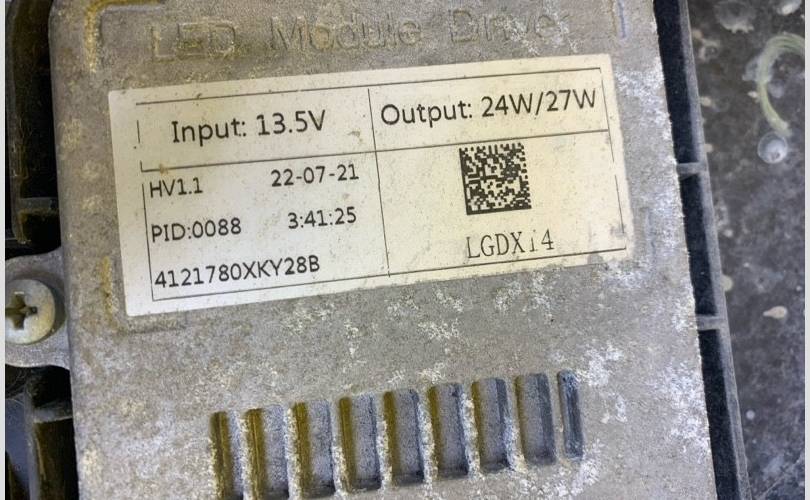 LED Module Driver
Input: 13.5V
Output: 24W/27W
HV1.1 22-07-21
PID:0088 3:41:25
4121780XKY28B